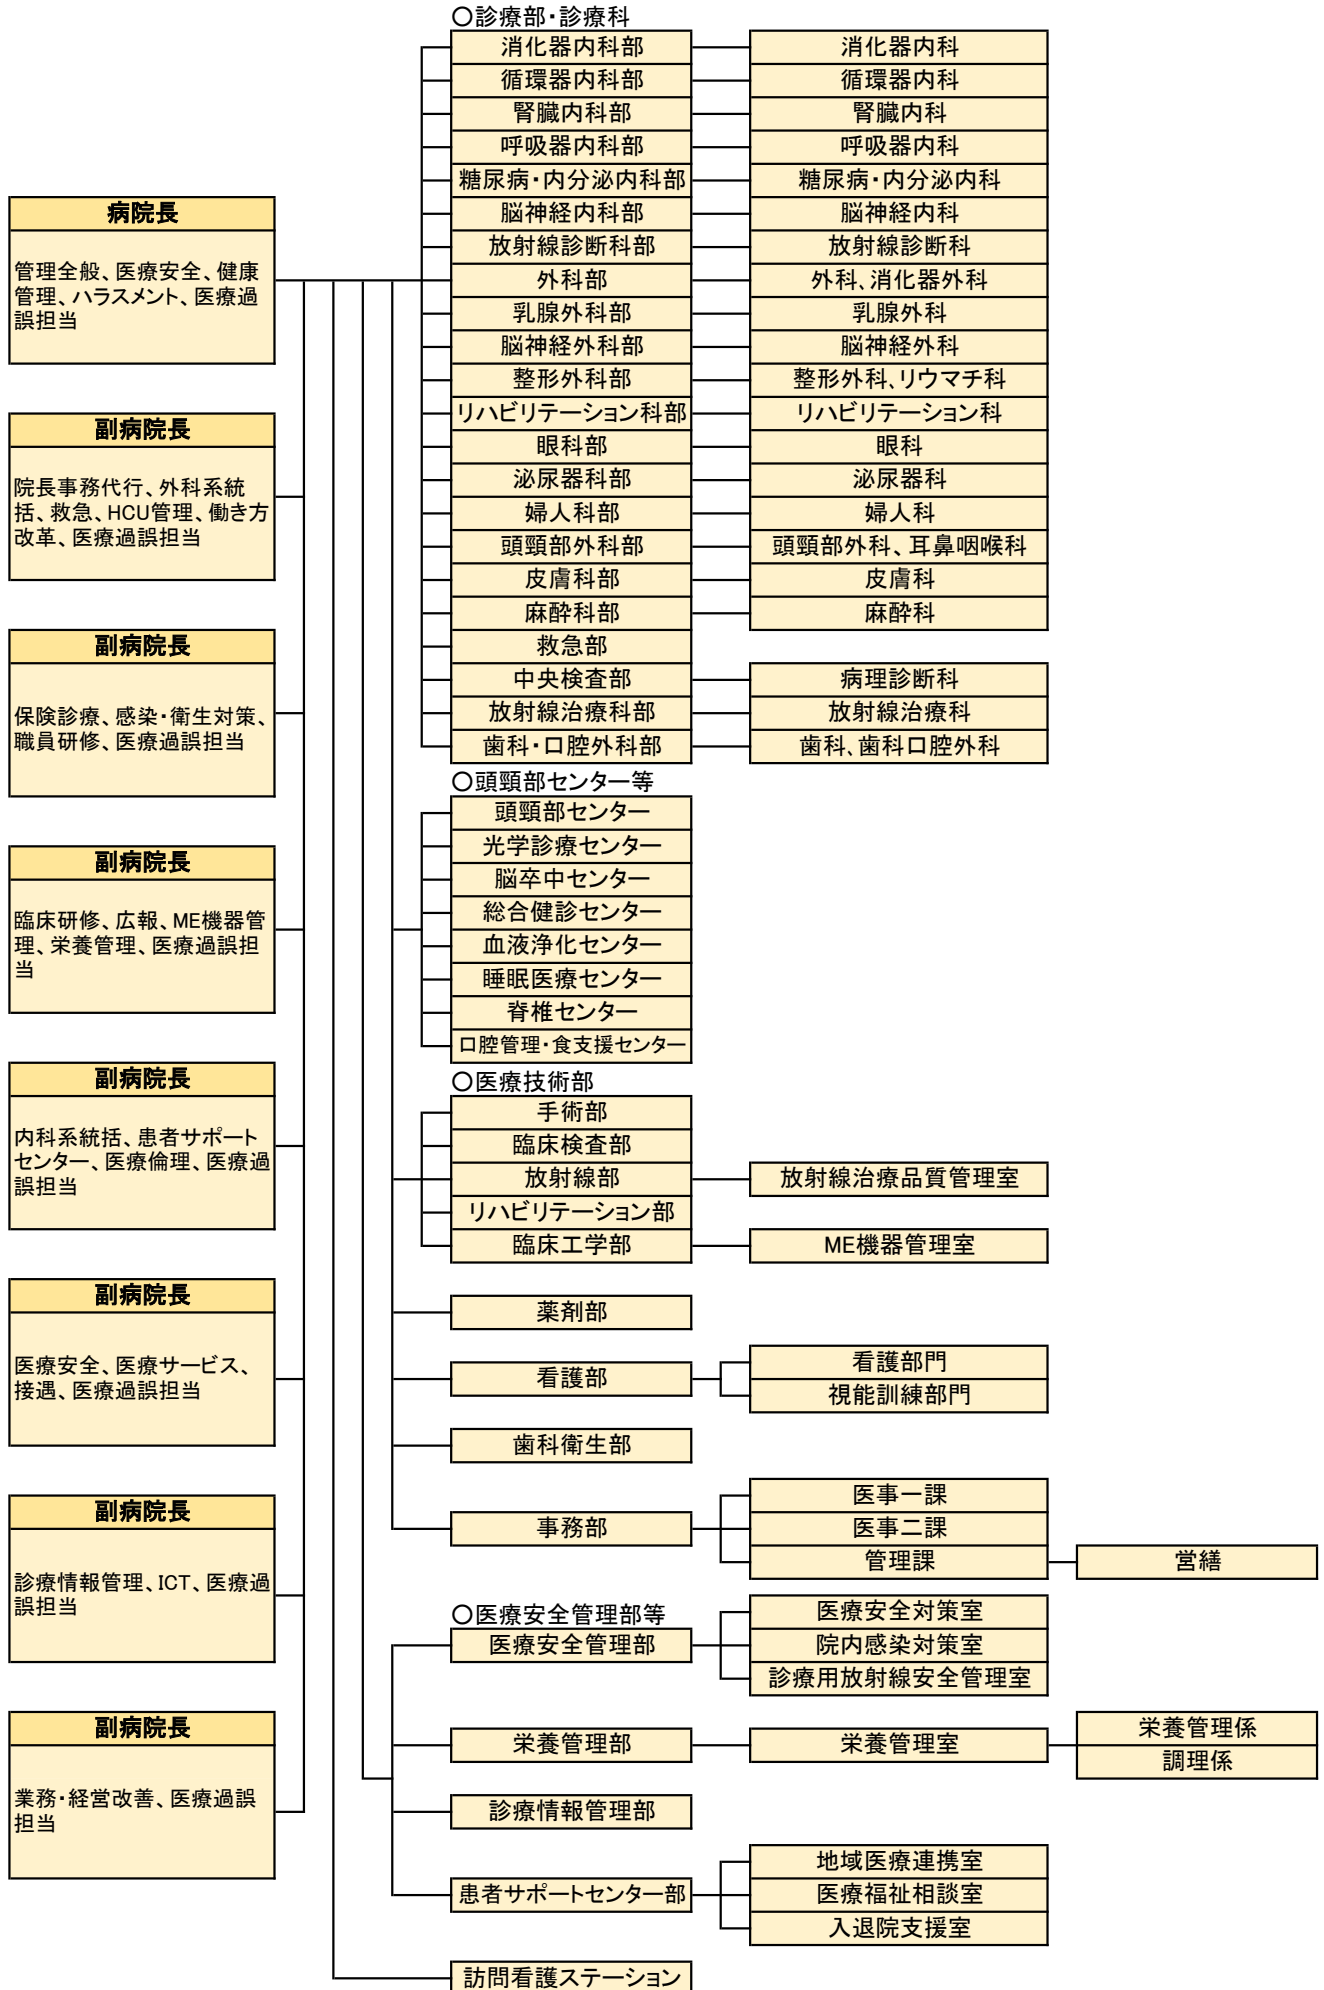 病院長
管理全般、医療安全、健康
管理、ハラスメント、医療過
誤担当
副病院長
院長事務代行、外科系統
括、救急、HCU管理、働き方
改革、医療過誤担当
副病院長
保険診療、感染・衛生対策、
職員研修、医療過誤担当
副病院長
臨床研修、広報、ME機器管
理、栄養管理、医療過誤担
当
副病院長
内科系統括、患者サポート
センター、医療倫理、医療過
誤担当
副病院長
医療安全、医療サービス、
接遇、医療過誤担当
副病院長
診療情報管理、ICT、医療過
誤担当
副病院長
業務・経営改善、医療過誤
担当
〇診療部・診療科
消化器内科部 消化器内科
循環器内科部 循環器内科
腎臓内科部 腎臓内科
呼吸器内科部 呼吸器内科
糖尿病・内分泌内科部 糖尿病・内分泌内科
脳神経内科部 脳神経内科
放射線診断科部 放射線診断科
外科部 外科、消化器外科
乳腺外科部 乳腺外科
脳神経外科部 脳神経外科
整形外科部 整形外科、リウマチ科
リハビリテーション科部 リハビリテーション科
眼科部 眼科
泌尿器科部 泌尿器科
婦人科部 婦人科
頭頸部外科部 頭頸部外科、耳鼻咽喉科
皮膚科部 皮膚科
麻酔科部 麻酔科
救急部
中央検査部 病理診断科
放射線治療科部 放射線治療科
歯科・口腔外科部 歯科、歯科口腔外科
〇頭頸部センター等
頭頸部センター
光学診療センター
脳卒中センター
総合健診センター
血液浄化センター
睡眠医療センター
脊椎センター
口腔管理・食支援センター
〇医療技術部
手術部
臨床検査部
放射線部 放射線治療品質管理室
リハビリテーション部
臨床工学部 ME機器管理室
薬剤部
看護部 看護部門
視能訓練部門
歯科衛生部
医事一課
事務部 医事二課
管理課 営繕
〇医療安全管理部等 医療安全対策室
医療安全管理部 院内感染対策室
診療用放射線安全管理室
栄養管理部 栄養管理室 栄養管理係
調理係
診療情報管理部
地域医療連携室
患者サポートセンター部 医療福祉相談室
入退院支援室
訪問看護ステーション